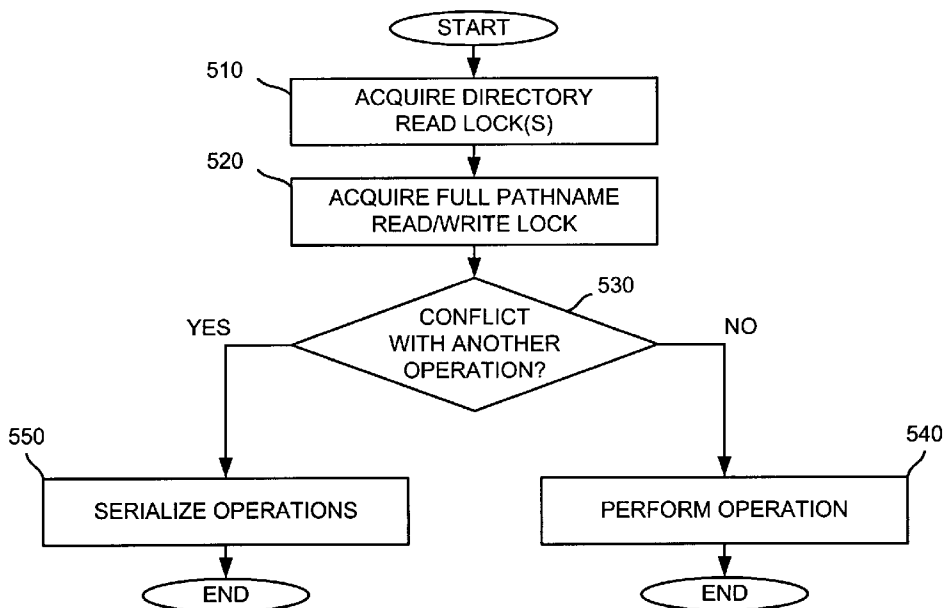 START
510
ACQUIRE DIRECTORY
READ LOCK(S)
520
ACQUIRE FULL PATHNAME
READ/WRITE LOCK
530
CONFLICT
WITH ANOTHER
OPERATION?
YES
NO
550
SERIALIZE OPERATIONS
540
PERFORM OPERATION
END
END